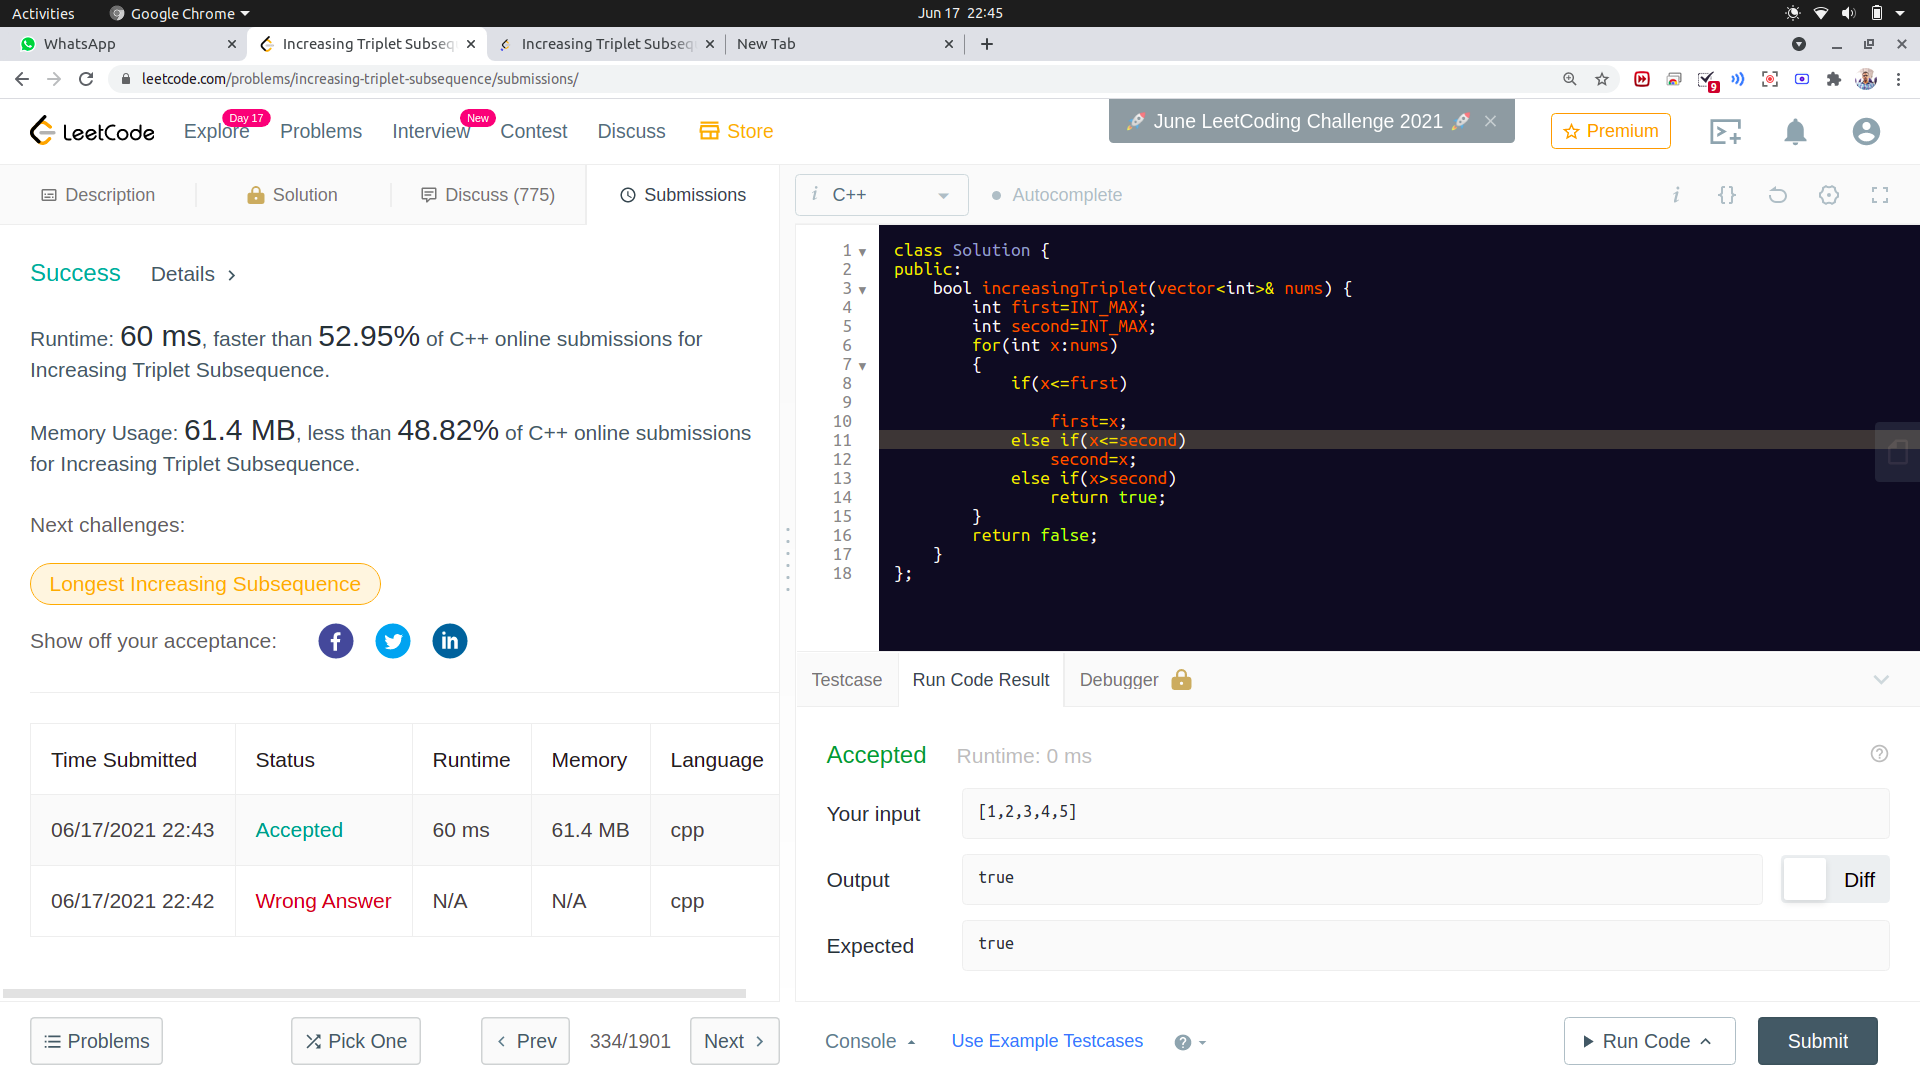 Activities Google Chrome Jun 17 22:45
WhatsApp Increasing Triplet Subseq Increasing Triplet Subseq New Tab
leetcode.com/problems/increasing-triplet-subsequence/submissions/ 9
LeetCode Explore Day 17 Problems Interview New Contest Discuss Store June LeetCoding Challenge 2021 Premium
Description Solution Discuss (775) Submissions
Success Details
Runtime: 60 ms, faster than 52.95% of C++ online submissions for
Increasing Triplet Subsequence.
Memory Usage: 61.4 MB, less than 48.82% of C++ online submissions
for Increasing Triplet Subsequence.
Next challenges:
Longest Increasing Subsequence
Show off your acceptance:
Time Submitted Status Runtime Memory Language
06/17/2021 22:43 Accepted 60 ms 61.4 MB cpp
06/17/2021 22:42 Wrong Answer N/A N/A cpp
Problems Pick One Prev 334/1901 Next
i C++ Autocomplete i {}
1 class Solution {
2 public:
3     bool increasingTriplet(vector<int>& nums) {
4         int first=INT_MAX;
5         int second=INT_MAX;
6         for(int x:nums)
7         {
8             if(x<=first)
9
10                 first=x;
11             else if(x<=second)
12                 second=x;
13             else if(x>second)
14                 return true;
15         }
16         return false;
17     }
18 };
Testcase Run Code Result Debugger
Accepted Runtime: 0 ms
Your input [1,2,3,4,5]
Output true Diff
Expected true
Console Use Example Testcases Run Code Submit